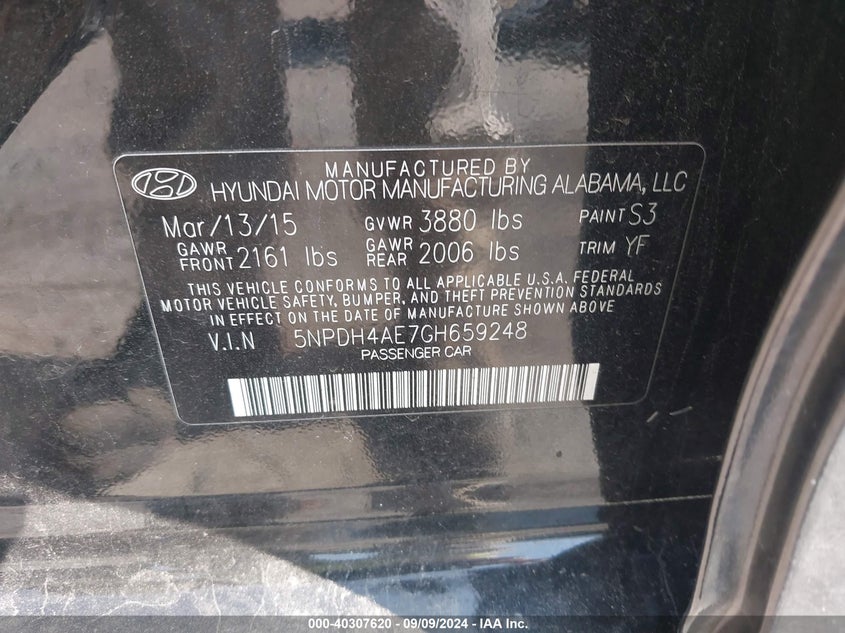 MANUFACTURED BY
HYUNDAI MOTOR MANUFACTURING ALABAMA, LLC
Mar/13/15 GVWR 3880 lbs PAINT S3
GAWR FRONT 2161 lbs GAWR REAR 2006 lbs TRIM YF
THIS VEHICLE CONFORMS TO ALL APPLICABLE U.S.A. FEDERAL
MOTOR VEHICLE SAFETY, BUMPER, AND THEFT PREVENTION STANDARDS
IN EFFECT ON THE DATE OF MANUFACTURE SHOWN ABOVE
V.I.N 5NPDH4AE7GH659248
PASSENGER CAR
000-40307620 - 09/09/2024 - IAA Inc.